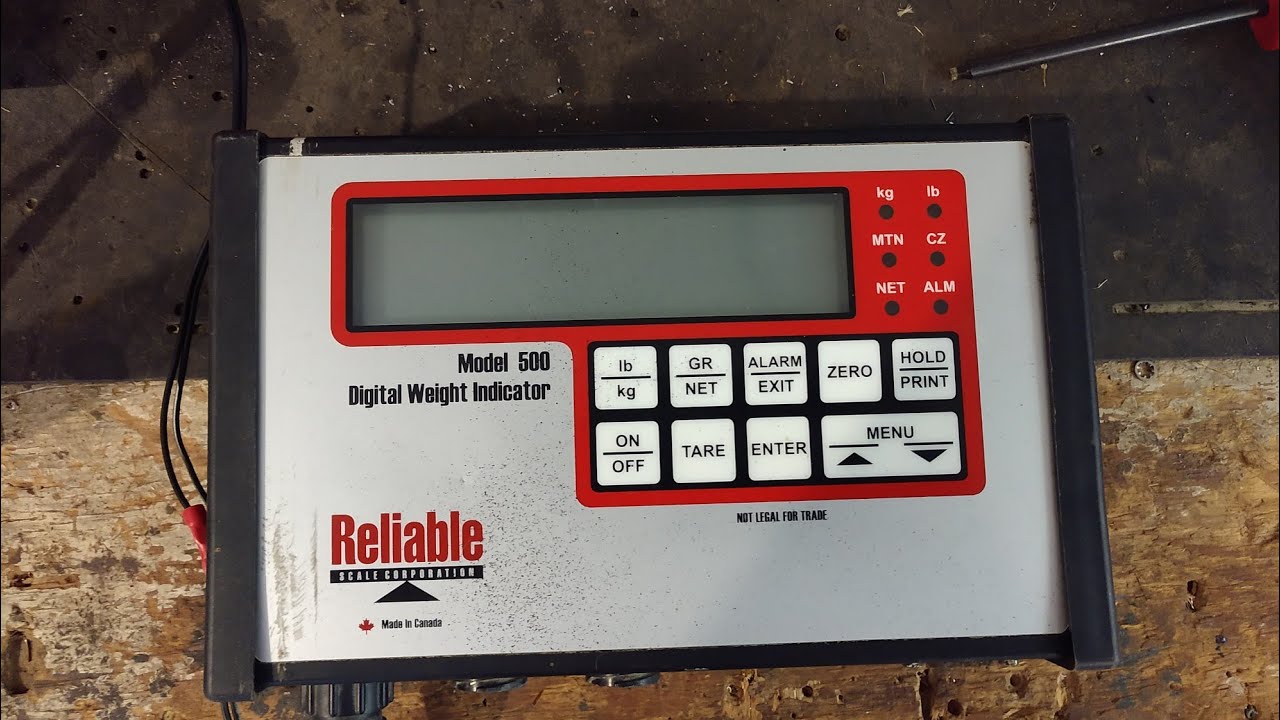 kg lb
MTN CZ
NET ALM
Model 500
Digital Weight Indicator
lb
kg
GR
NET
ALARM
EXIT
ZERO
HOLD
PRINT
ON
OFF
TARE
ENTER
MENU
NOT LEGAL FOR TRADE
Reliable
SCALE CORPORATION
Made In Canada